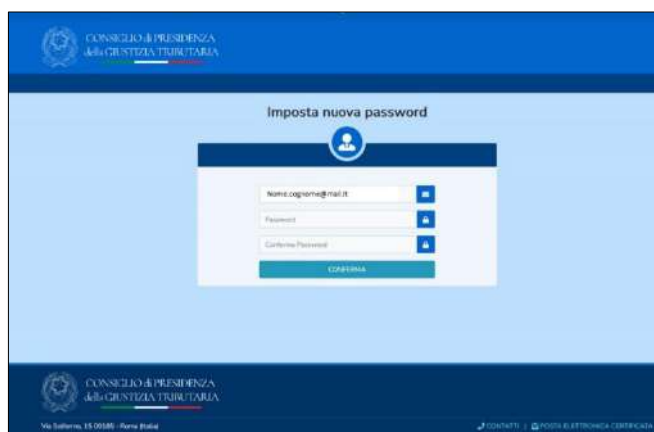 CONSIGLIO di PRESIDENZA
della GIUSTIZIA TRIBUTARIA
Imposta nuova password
Nome.cognome@mail.it
Password
Conferma Password
CONFERMA
CONSIGLIO di PRESIDENZA
della GIUSTIZIA TRIBUTARIA
Via Solferino, 15 00185 - Roma (Italia)
CONTATTI | POSTA ELETTRONICA CERTIFICATA